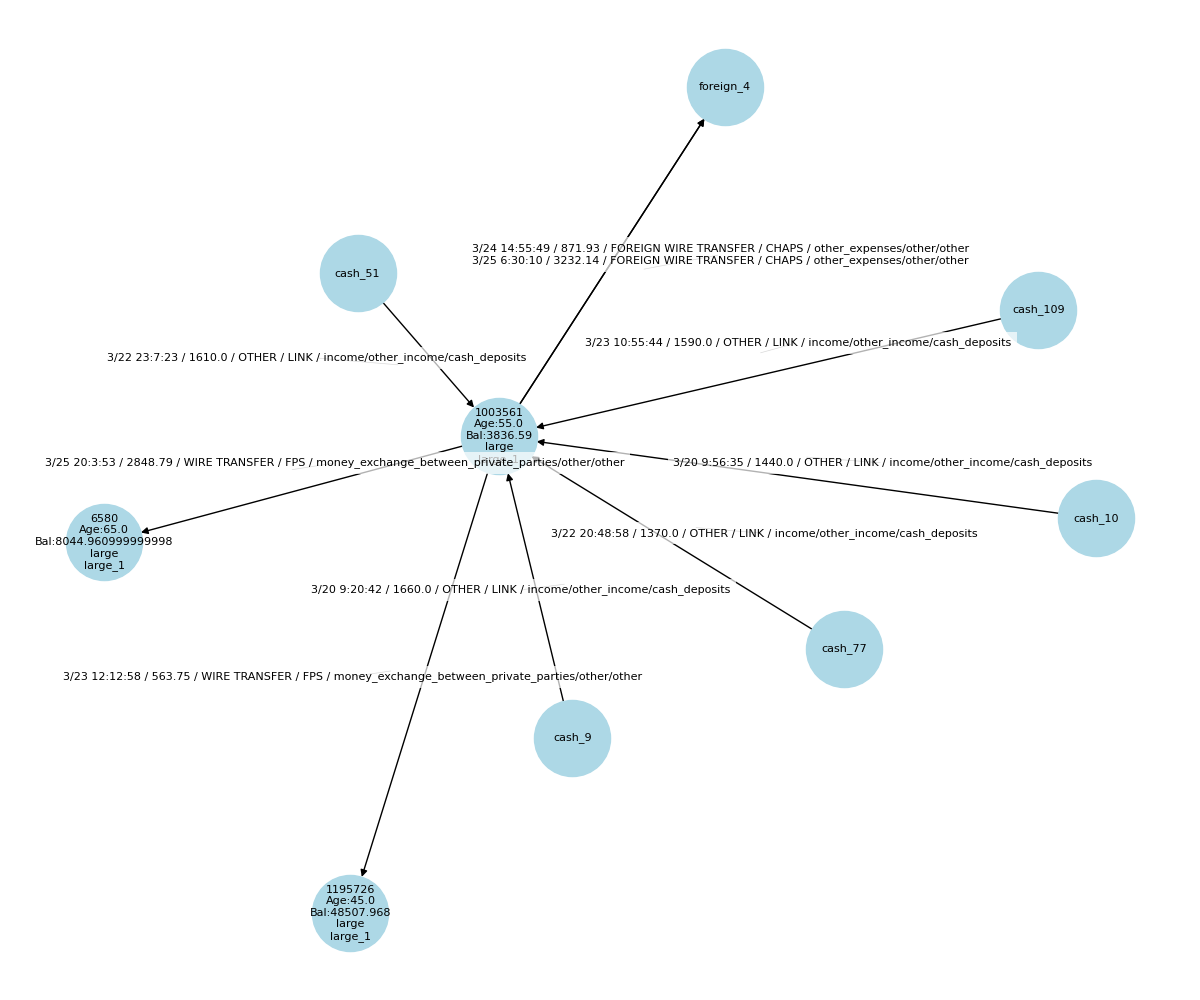 foreign_4
3/24 14:55:49 / 871.93 / FOREIGN WIRE TRANSFER / CHAPS / other_expenses/other/other
3/25 6:30:10 / 3232.14 / FOREIGN WIRE TRANSFER / CHAPS / other_expenses/other/other
cash_51
cash_109
3/23 10:55:44 / 1590.0 / OTHER / LINK / income/other_income/cash_deposits
3/22 23:7:23 / 1610.0 / OTHER / LINK / income/other_income/cash_deposits
1003561
Age:55.0
Bal:3836.59
large
large_1
3/25 20:3:53 / 2848.79 / WIRE TRANSFER / FPS / money_exchange_between_private_parties/other/other
3/20 9:56:35 / 1440.0 / OTHER / LINK / income/other_income/cash_deposits
6580
Age:65.0
Bal:8044.960999999998
large
large_1
cash_10
3/22 20:48:58 / 1370.0 / OTHER / LINK / income/other_income/cash_deposits
3/20 9:20:42 / 1660.0 / OTHER / LINK / income/other_income/cash_deposits
cash_77
3/23 12:12:58 / 563.75 / WIRE TRANSFER / FPS / money_exchange_between_private_parties/other/other
cash_9
1195726
Age:45.0
Bal:48507.968
large
large_1